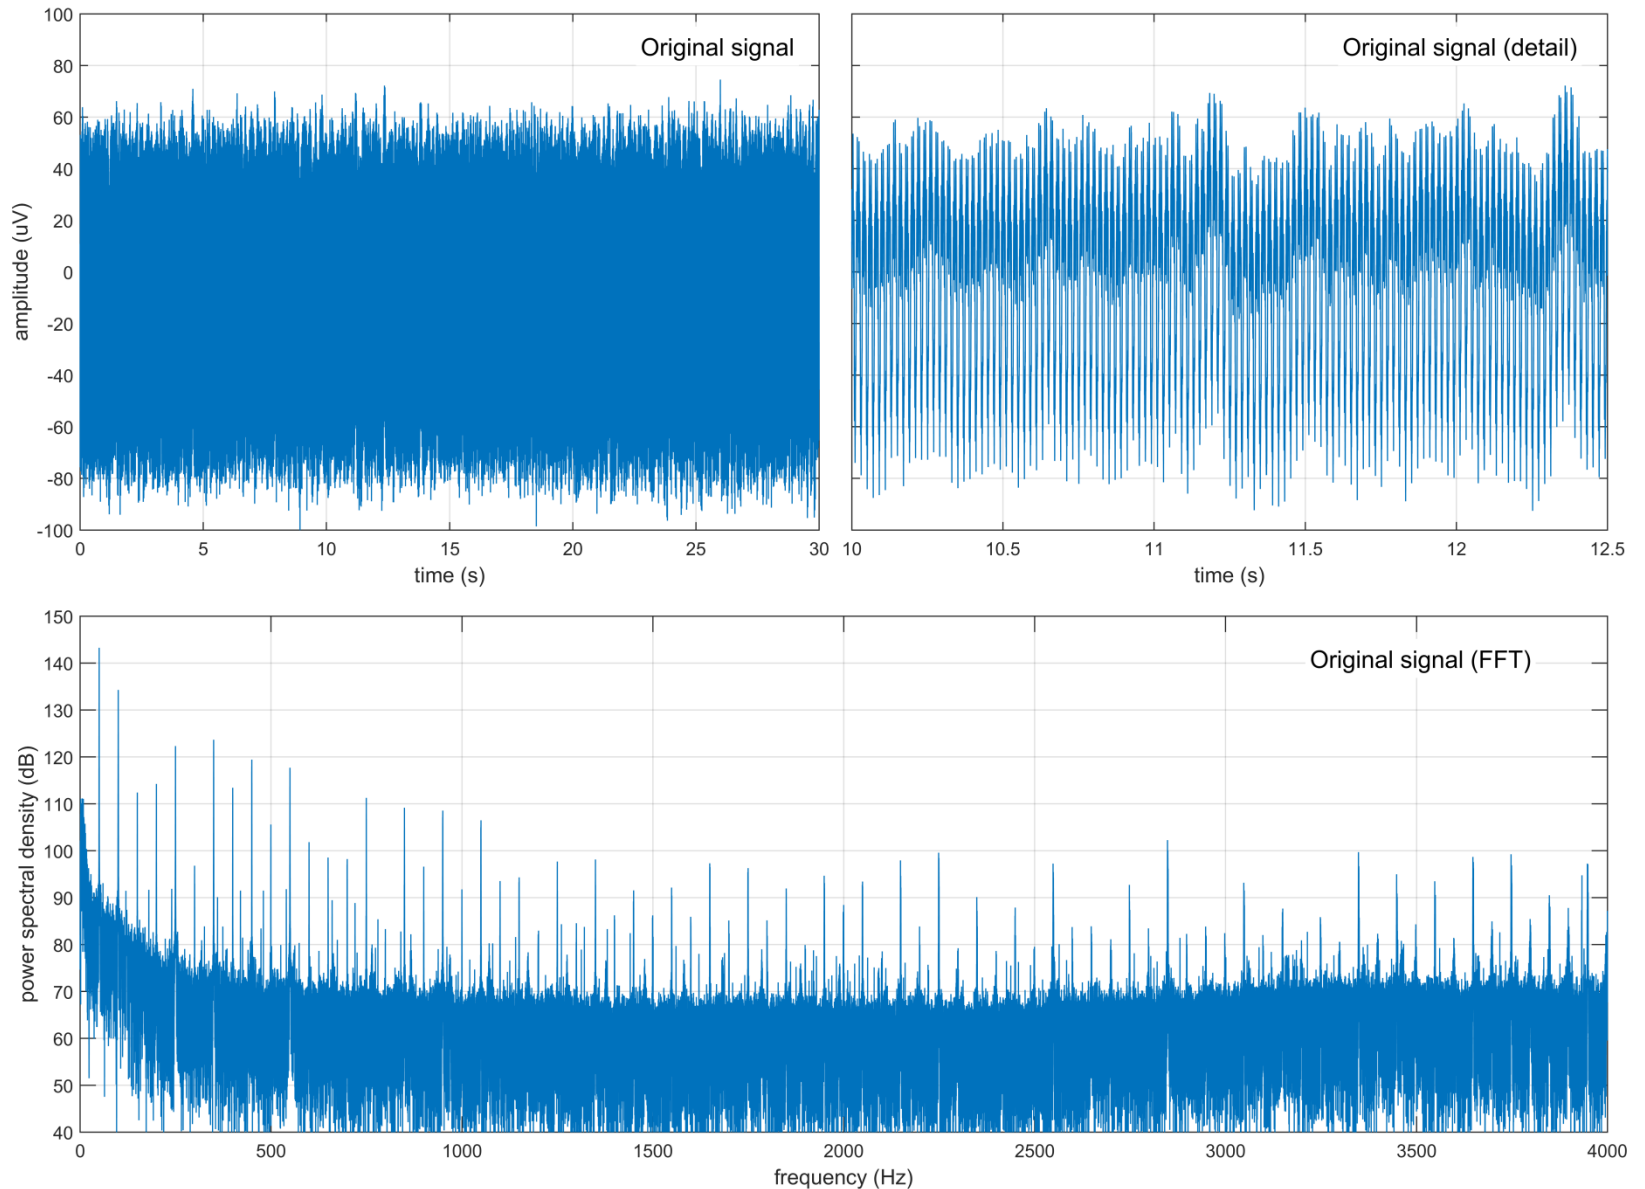 Original signal
100
80
60
40
20
0
-20
-40
-60
-80
-100
amplitude (uV)
0 5 10 15 20 25 30
time (s)
Original signal (detail)
10 10.5 11 11.5 12 12.5
time (s)
Original signal (FFT)
150
140
130
120
110
100
90
80
70
60
50
40
power spectral density (dB)
0 500 1000 1500 2000 2500 3000 3500 4000
frequency (Hz)